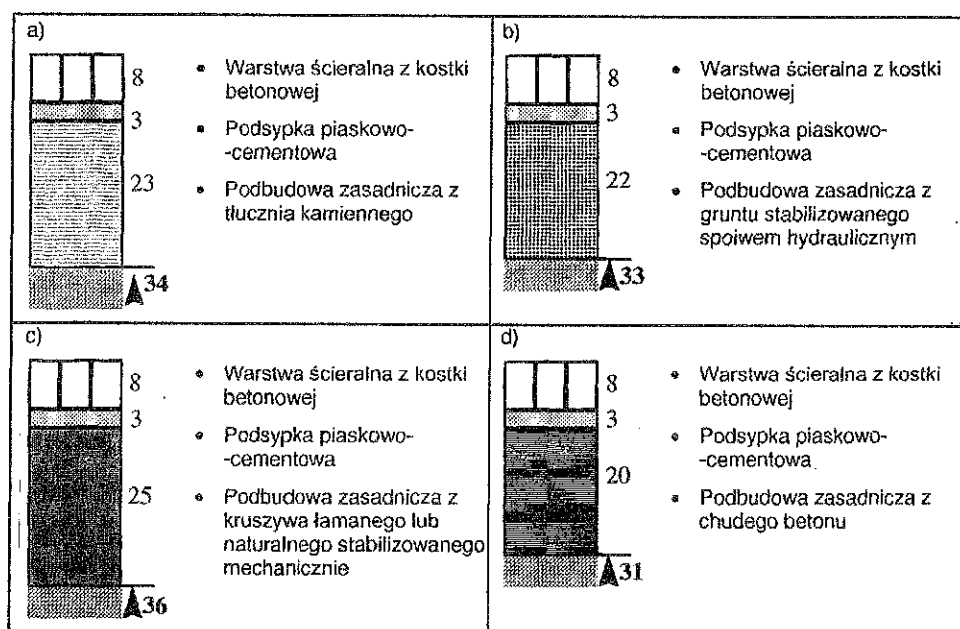 a)
8
3
23
34
• Warstwa ścieralna z kostki
betonowej
• Podsypka piaskowo-
-cementowa
• Podbudowa zasadnicza z
tłucznia kamiennego
b)
8
3
22
33
• Warstwa ścieralna z kostki
betonowej
• Podsypka piaskowo-
-cementowa
• Podbudowa zasadnicza z
gruntu stabilizowanego
spoiwem hydraulicznym
c)
8
3
25
36
• Warstwa ścieralna z kostki
betonowej
• Podsypka piaskowo-
-cementowa
• Podbudowa zasadnicza z
kruszywa łamanego lub
naturalnego stabilizowanego
mechanicznie
d)
8
3
20
31
• Warstwa ścieralna z kostki
betonowej
• Podsypka piaskowo-
-cementowa
• Podbudowa zasadnicza z
chudego betonu